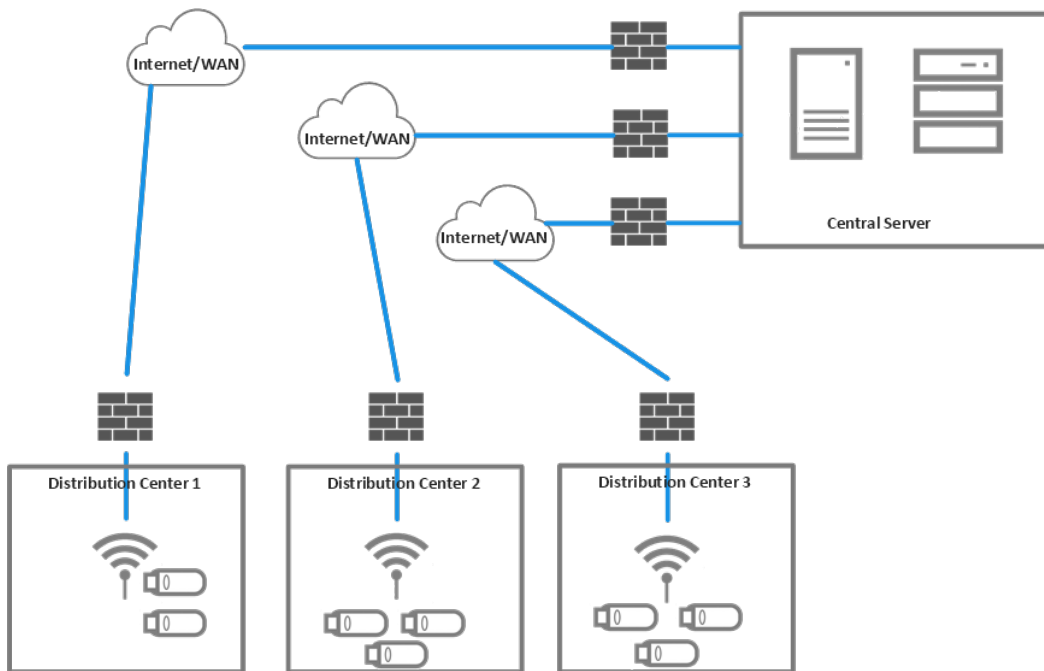 Internet/WAN
Internet/WAN
Internet/WAN
Central Server
Distribution Center 1
Distribution Center 2
Distribution Center 3